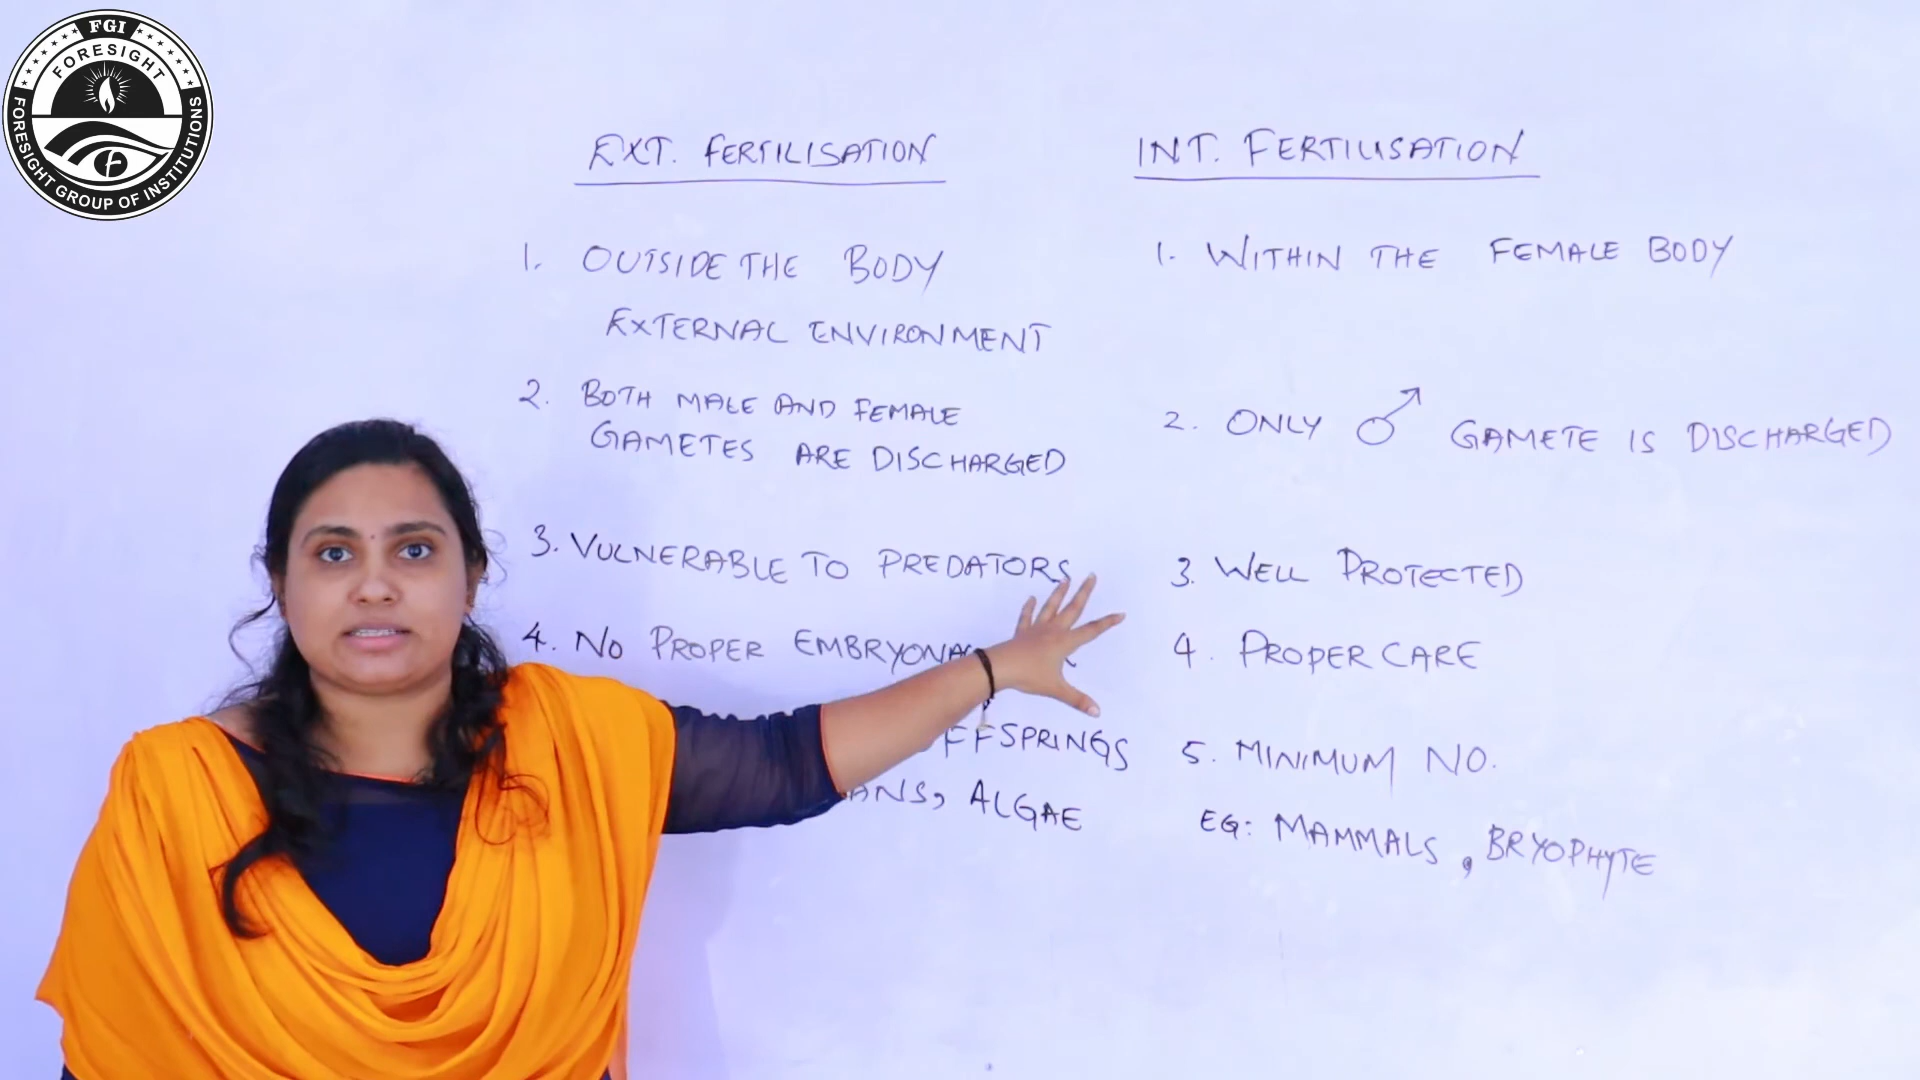 FGI
FORESIGHT
FORESIGHT GROUP OF INSTITUTIONS
EXT. FERTILISATION
1. OUTSIDE THE BODY
EXTERNAL ENVIRONMENT
2. BOTH MALE AND FEMALE
GAMETES ARE DISCHARGED
3. VULNERABLE TO PREDATORS
4. NO PROPER
OFFSPRINGS
ALGAE
INT. FERTILISATION
1. WITHIN THE FEMALE BODY
2. ONLY ♂ GAMETE IS DISCHARGED
3. WELL PROTECTED
4. PROPER CARE
5. MINIMUM NO.
EG: MAMMALS, BRYOPHYTE